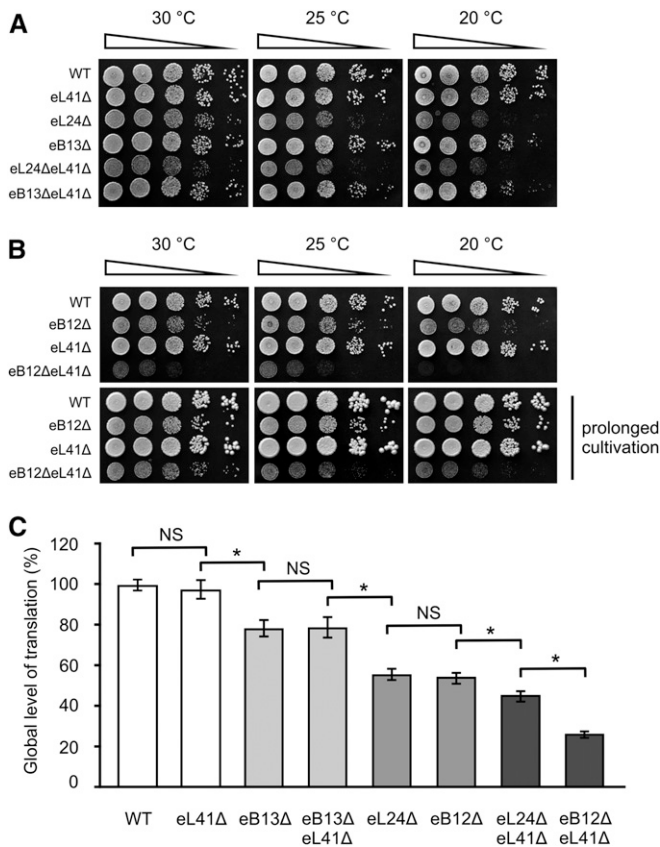 A
30 °C 25 °C 20 °C
WT
eL41Δ
eL24Δ
eB13Δ
eL24ΔeL41Δ
eB13ΔeL41Δ
B
30 °C 25 °C 20 °C
WT
eB12Δ
eL41Δ
eB12ΔeL41Δ
WT
eB12Δ
eL41Δ
eB12ΔeL41Δ
prolonged
cultivation
C
Global level of translation (%)
120
100
80
60
40
20
0
NS * NS * NS * *
WT eL41Δ eB13Δ eB13Δ eL24Δ eB12Δ eL24Δ eB12Δ
eL41Δ eL41Δ eL41Δ